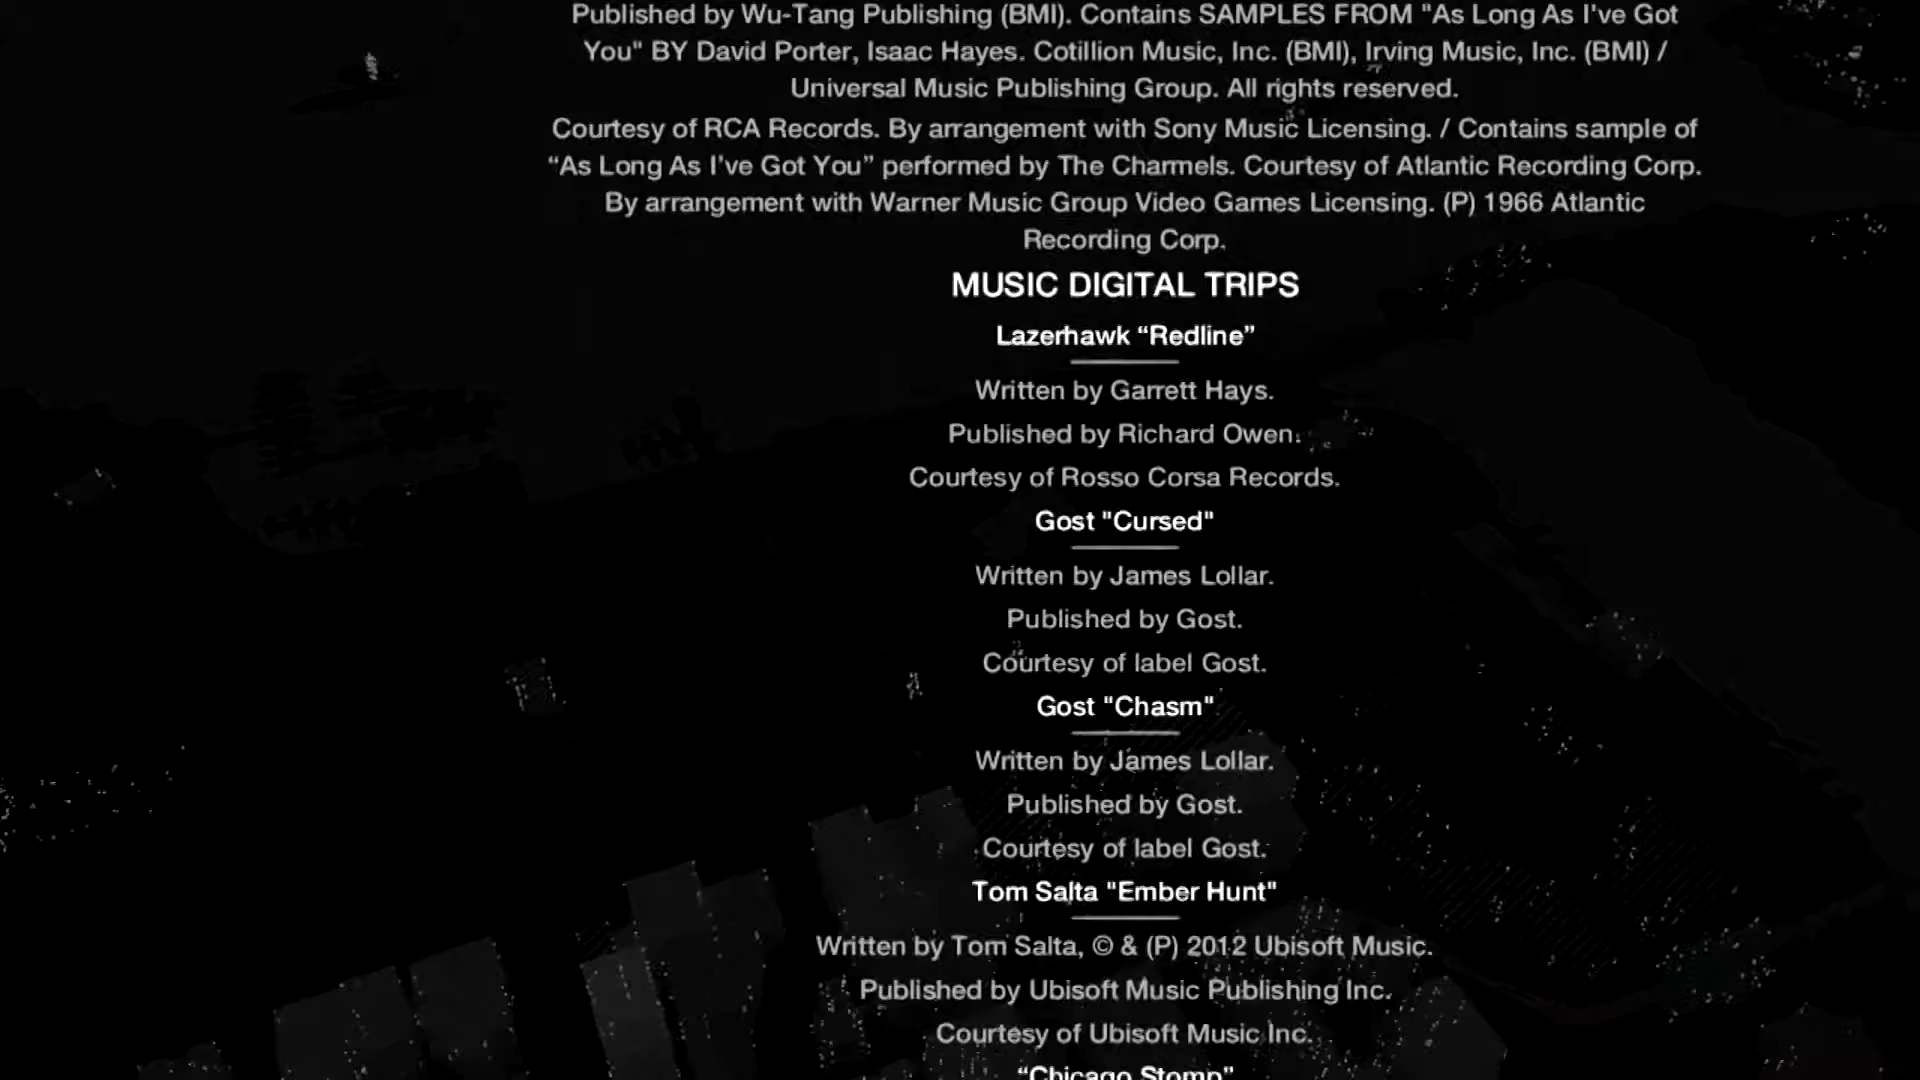 Published by Wu-Tang Publishing (BMI). Contains SAMPLES FROM "As Long As I've Got
You" BY David Porter, Isaac Hayes. Cotillion Music, Inc. (BMI), Irving Music, Inc. (BMI) /
Universal Music Publishing Group. All rights reserved.
Courtesy of RCA Records. By arrangement with Sony Music Licensing. / Contains sample of
“As Long As I’ve Got You” performed by The Charmels. Courtesy of Atlantic Recording Corp.
By arrangement with Warner Music Group Video Games Licensing. (P) 1966 Atlantic
Recording Corp.
MUSIC DIGITAL TRIPS
Lazerhawk “Redline”
Written by Garrett Hays.
Published by Richard Owen.
Courtesy of Rosso Corsa Records.
Gost "Cursed"
Written by James Lollar.
Published by Gost.
Courtesy of label Gost.
Gost "Chasm"
Written by James Lollar.
Published by Gost.
Courtesy of label Gost.
Tom Salta "Ember Hunt"
Written by Tom Salta, © & (P) 2012 Ubisoft Music.
Published by Ubisoft Music Publishing Inc.
Courtesy of Ubisoft Music Inc.
“Chicago Stomp”